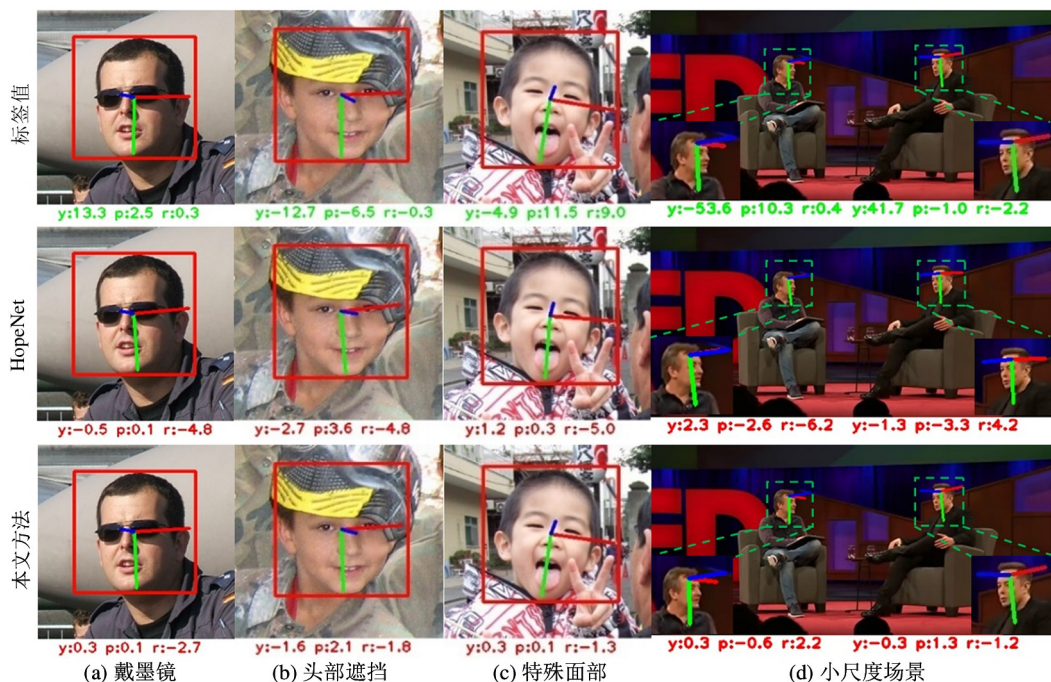 标签值
y:13.3 p:2.5 r:0.3
y:-12.7 p:-6.5 r:-0.3
y:-4.9 p:11.5 r:9.0
y:-53.6 p:10.3 r:0.4
y:41.7 p:-1.0 r:-2.2
HopeNet
y:-0.5 p:0.1 r:-4.8
y:-2.7 p:3.6 r:-4.8
y:1.2 p:0.3 r:-5.0
y:2.3 p:-2.6 r:-6.2
y:-1.3 p:-3.3 r:4.2
本文方法
y:0.3 p:0.1 r:-2.7
y:-1.6 p:2.1 r:-1.8
y:0.3 p:0.1 r:-1.3
y:0.3 p:-0.6 r:2.2
y:-0.3 p:1.3 r:-1.2
(a) 戴墨镜
(b) 头部遮挡
(c) 特殊面部
(d) 小尺度场景